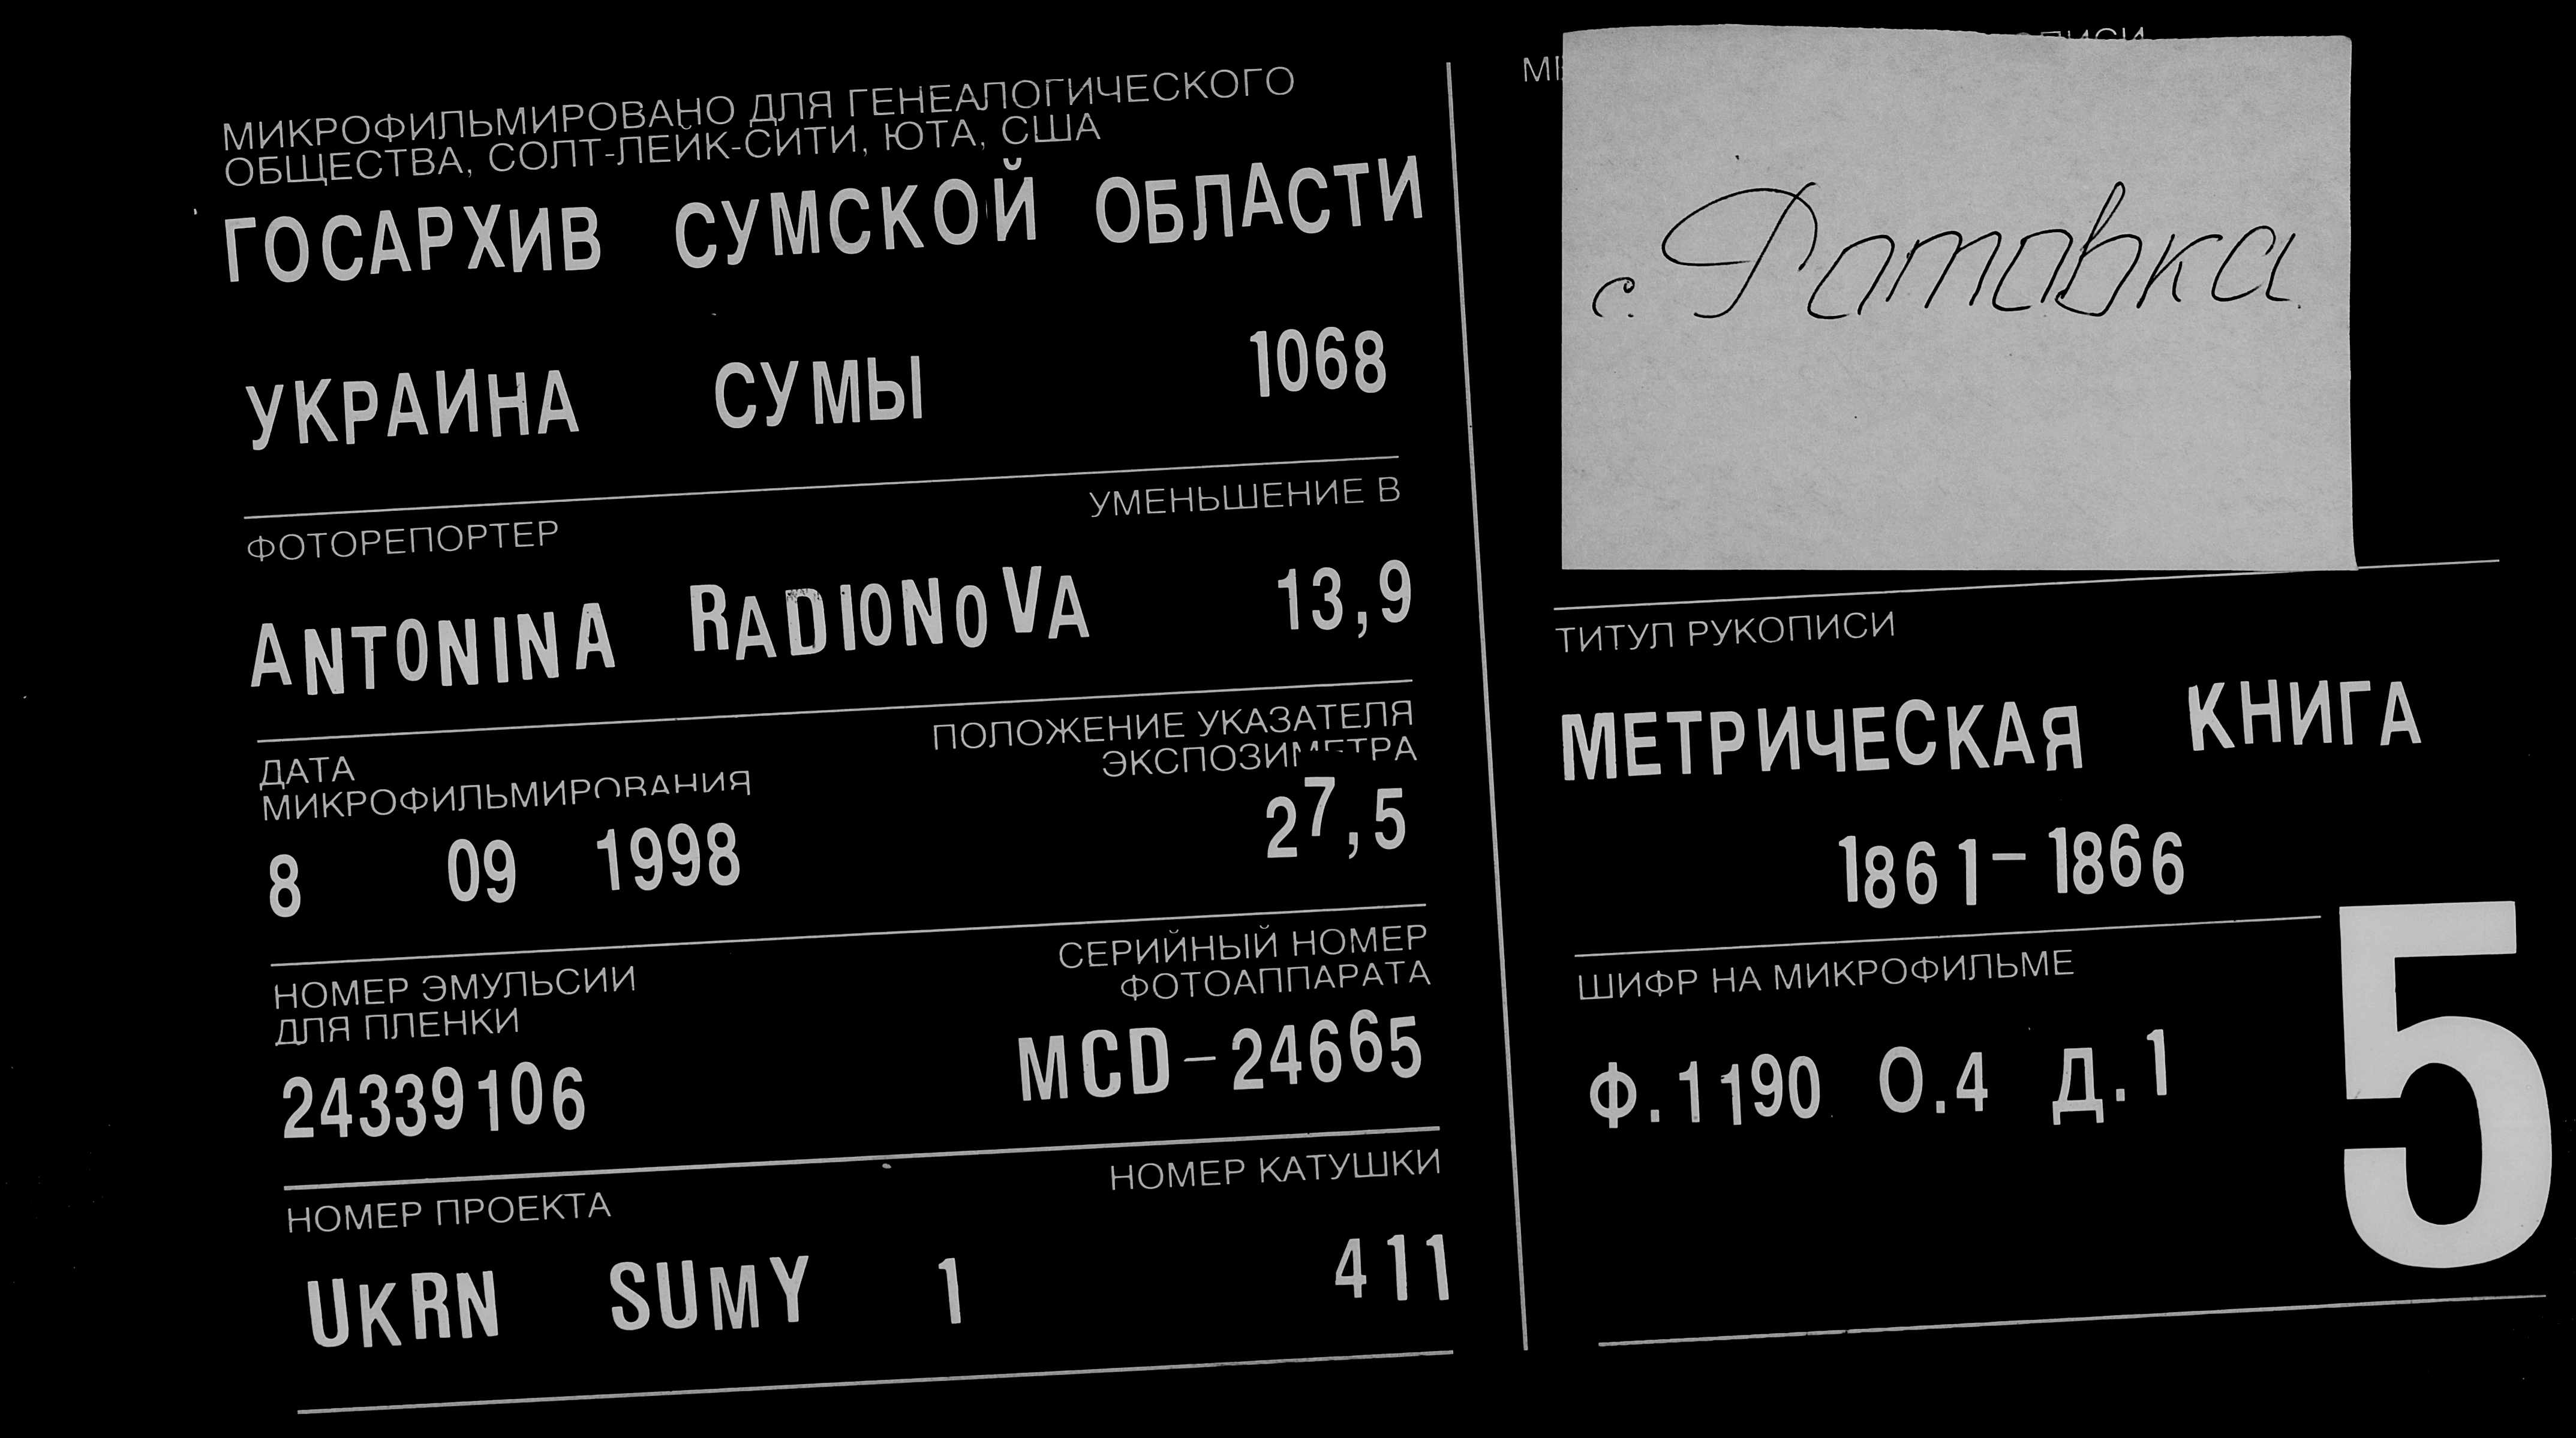 МИКРОФИЛЬМИРОВАНО ДЛЯ ГЕНЕАЛОГИЧЕСКОГО
ОБЩЕСТВА, СОЛТ-ЛЕЙК-СИТИ, ЮТА, США
ГОСАРХИВ СУМСКОЙ ОБЛАСТИ
УКРАИНА СУМЫ 1068
ФОТОРЕПОРТЕР УМЕНЬШЕНИЕ В
ANTONINA RADIONOVA 13,9
ДАТА
МИКРОФИЛЬМИРОВАНИЯ
ПОЛОЖЕНИЕ УКАЗАТЕЛЯ
ЭКСПОЗИМЕТРА
8 09 1998 27,5
НОМЕР ЭМУЛЬСИИ
ДЛЯ ПЛЕНКИ
СЕРИЙНЫЙ НОМЕР
ФОТОАППАРАТА
24339106 MCD-24665
НОМЕР ПРОЕКТА НОМЕР КАТУШКИ
UKRN SUMY 1 411
с. Фотовка
ТИТУЛ РУКОПИСИ
МЕТРИЧЕСКАЯ КНИГА
1861-1866
ШИФР НА МИКРОФИЛЬМЕ
Ф.1190 О.4 Д.1
5